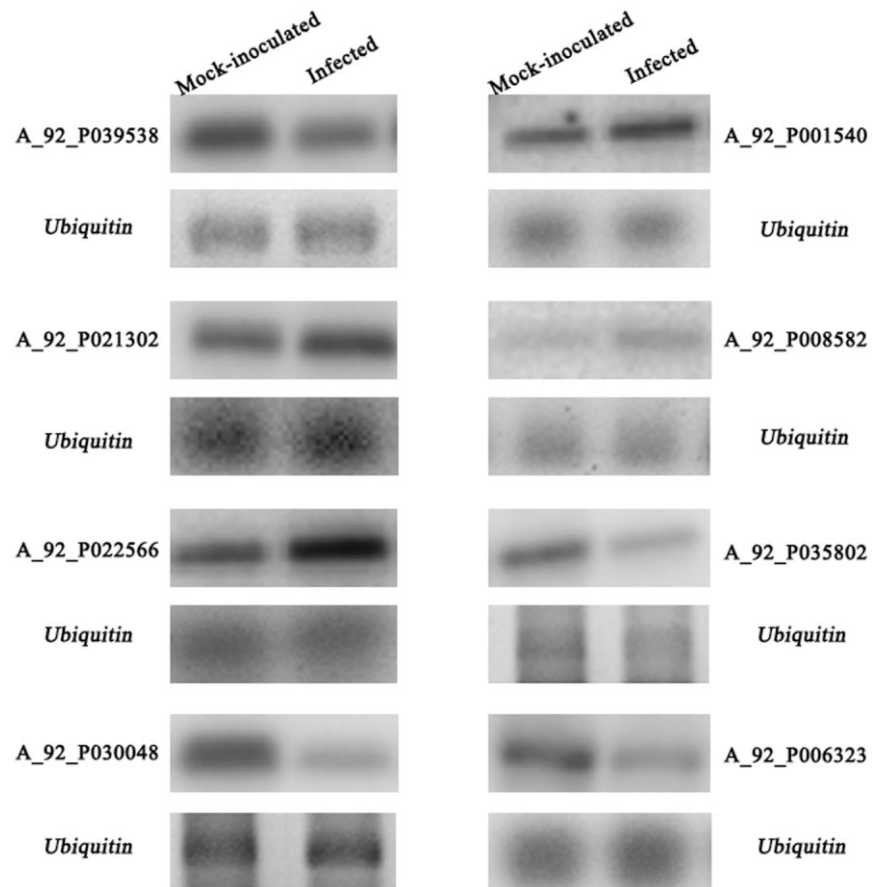 Mock-inoculated Infected Mock-inoculated Infected
A_92_P039538 A_92_P001540
Ubiquitin Ubiquitin
A_92_P021302 A_92_P008582
Ubiquitin Ubiquitin
A_92_P022566 A_92_P035802
Ubiquitin Ubiquitin
A_92_P030048 A_92_P006323
Ubiquitin Ubiquitin